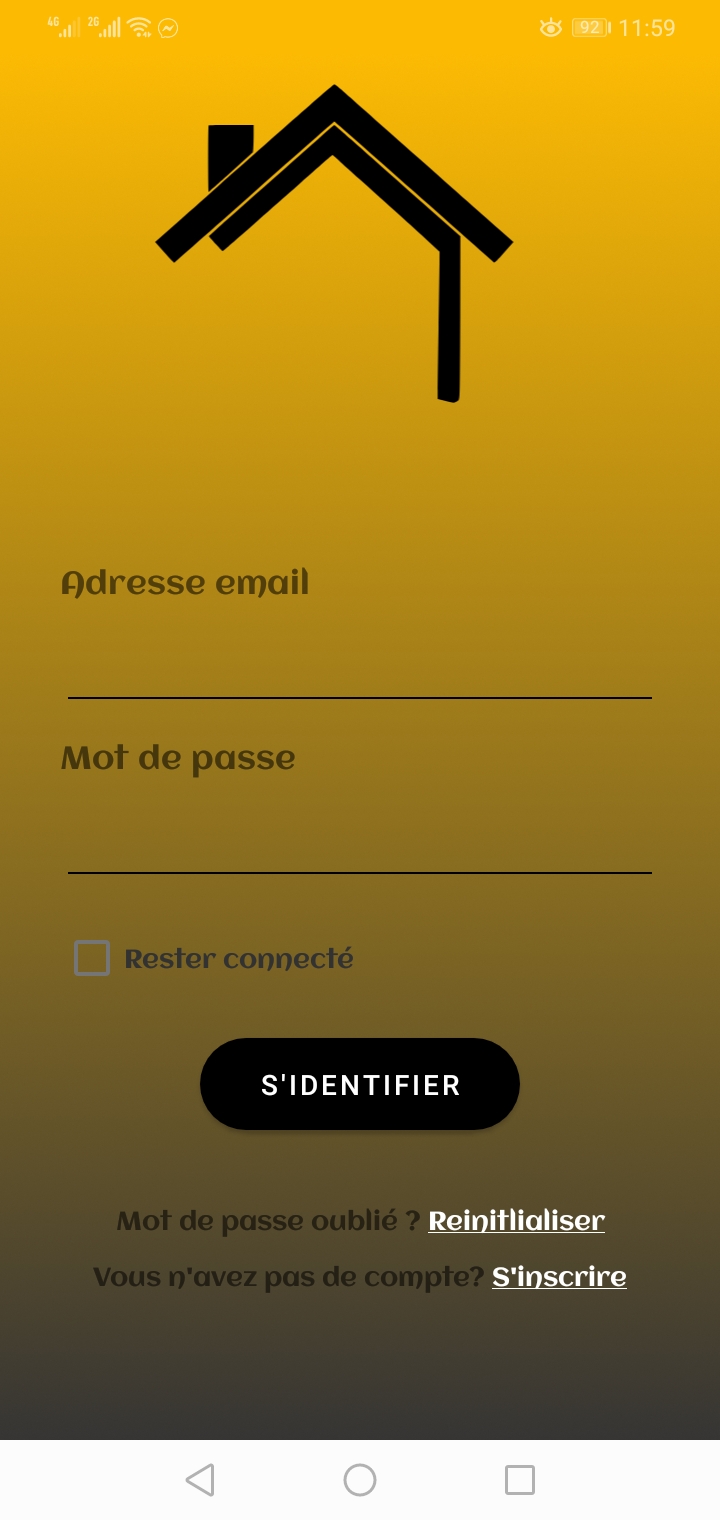 4G 2G 92 11:59
Adresse email
Mot de passe
Rester connecté
S'IDENTIFIER
Mot de passe oublié ? Reinitlialiser
Vous n'avez pas de compte? S'inscrire